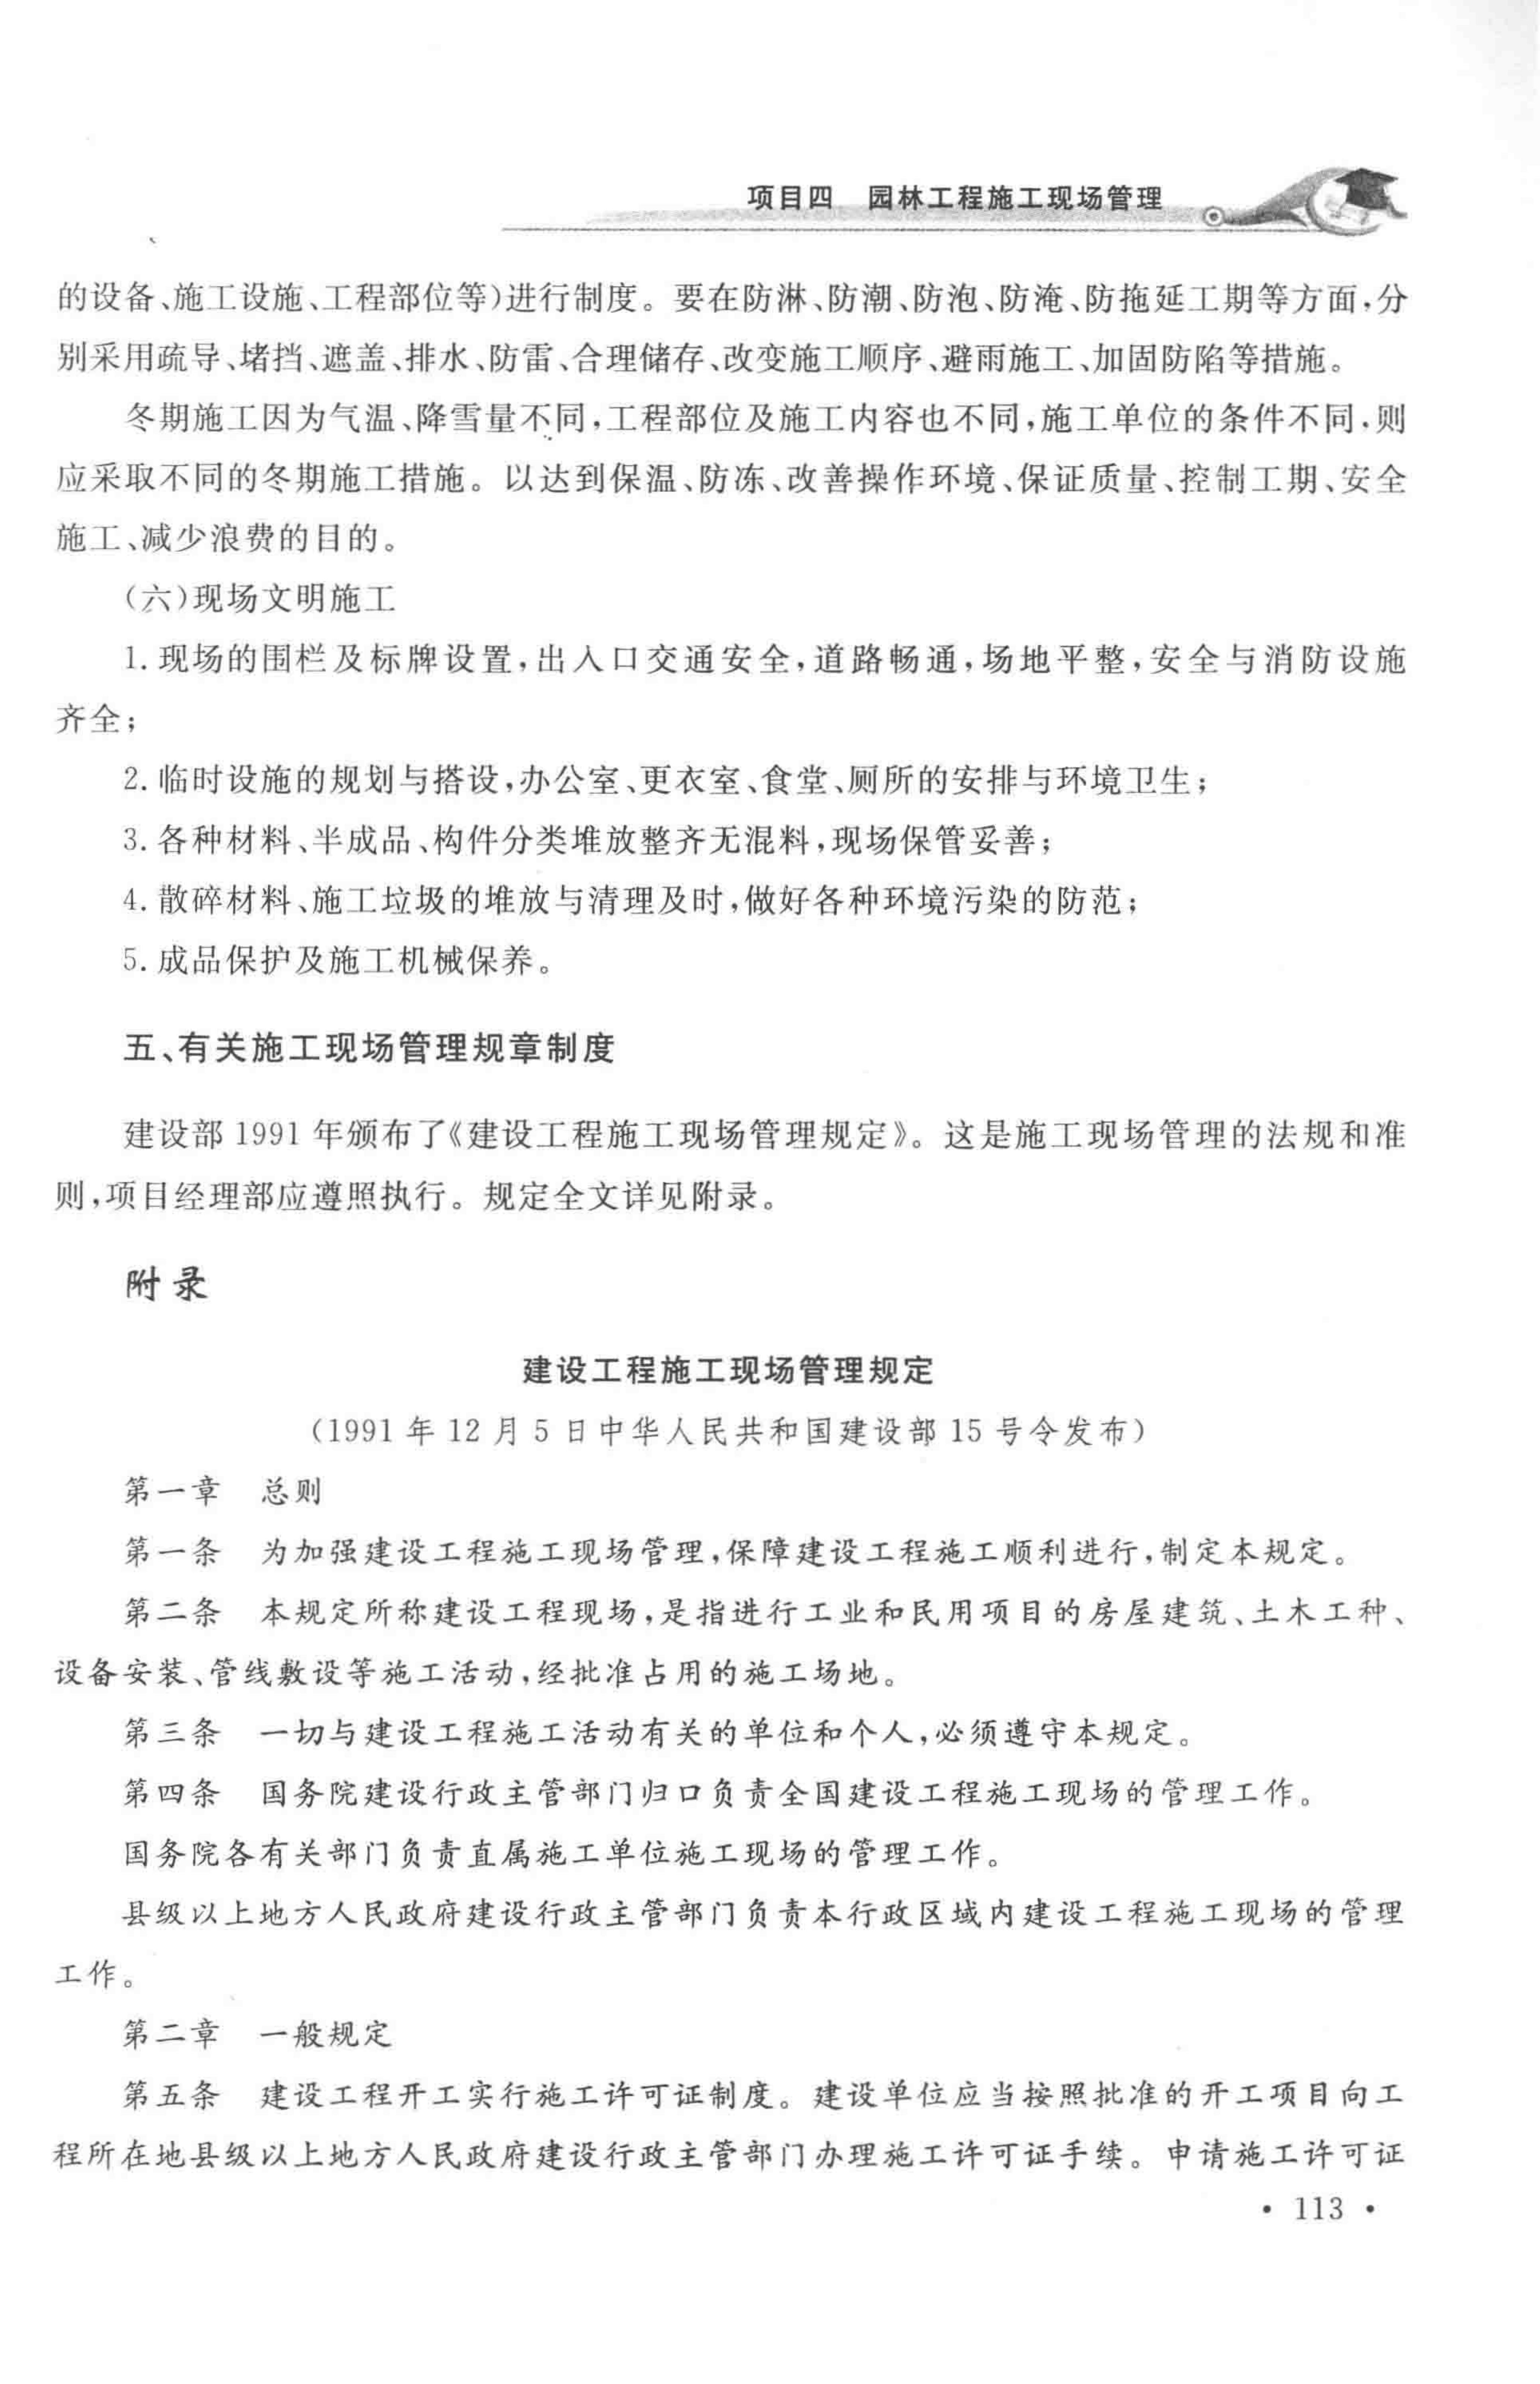 项目四　园林工程施工现场管理
的设备、施工设施、工程部位等)进行制度。要在防淋、防潮、防泡、防淹、防拖延工期等方面,分
别采用疏导、堵挡、遮盖、排水、防雷、合理储存、改变施工顺序、避雨施工、加固防陷等措施。
冬期施工因为气温、降雪量不同,工程部位及施工内容也不同,施工单位的条件不同,则
应采取不同的冬期施工措施。以达到保温、防冻、改善操作环境、保证质量、控制工期、安全
施工、减少浪费的目的。
(六)现场文明施工
1. 现场的围栏及标牌设置,出入口交通安全,道路畅通,场地平整,安全与消防设施
齐全;
2. 临时设施的规划与搭设,办公室、更衣室、食堂、厕所的安排与环境卫生;
3. 各种材料、半成品、构件分类堆放整齐无混料,现场保管妥善;
4. 散碎材料、施工垃圾的堆放与清理及时,做好各种环境污染的防范;
5. 成品保护及施工机械保养。
五、有关施工现场管理规章制度
建设部 1991 年颁布了《建设工程施工现场管理规定》。这是施工现场管理的法规和准
则,项目经理部应遵照执行。规定全文详见附录。
附录
建设工程施工现场管理规定
(1991 年 12 月 5 日中华人民共和国建设部 15 号令发布)
第一章　总则
第一条　为加强建设工程施工现场管理,保障建设工程施工顺利进行,制定本规定。
第二条　本规定所称建设工程现场,是指进行工业和民用项目的房屋建筑、土木工种、
设备安装、管线敷设等施工活动,经批准占用的施工场地。
第三条　一切与建设工程施工活动有关的单位和个人,必须遵守本规定。
第四条　国务院建设行政主管部门归口负责全国建设工程施工现场的管理工作。
国务院各有关部门负责直属施工单位施工现场的管理工作。
县级以上地方人民政府建设行政主管部门负责本行政区域内建设工程施工现场的管理
工作。
第二章　一般规定
第五条　建设工程开工实行施工许可证制度。建设单位应当按照批准的开工项目向工
程所在地县级以上地方人民政府建设行政主管部门办理施工许可证手续。申请施工许可证
• 113 •